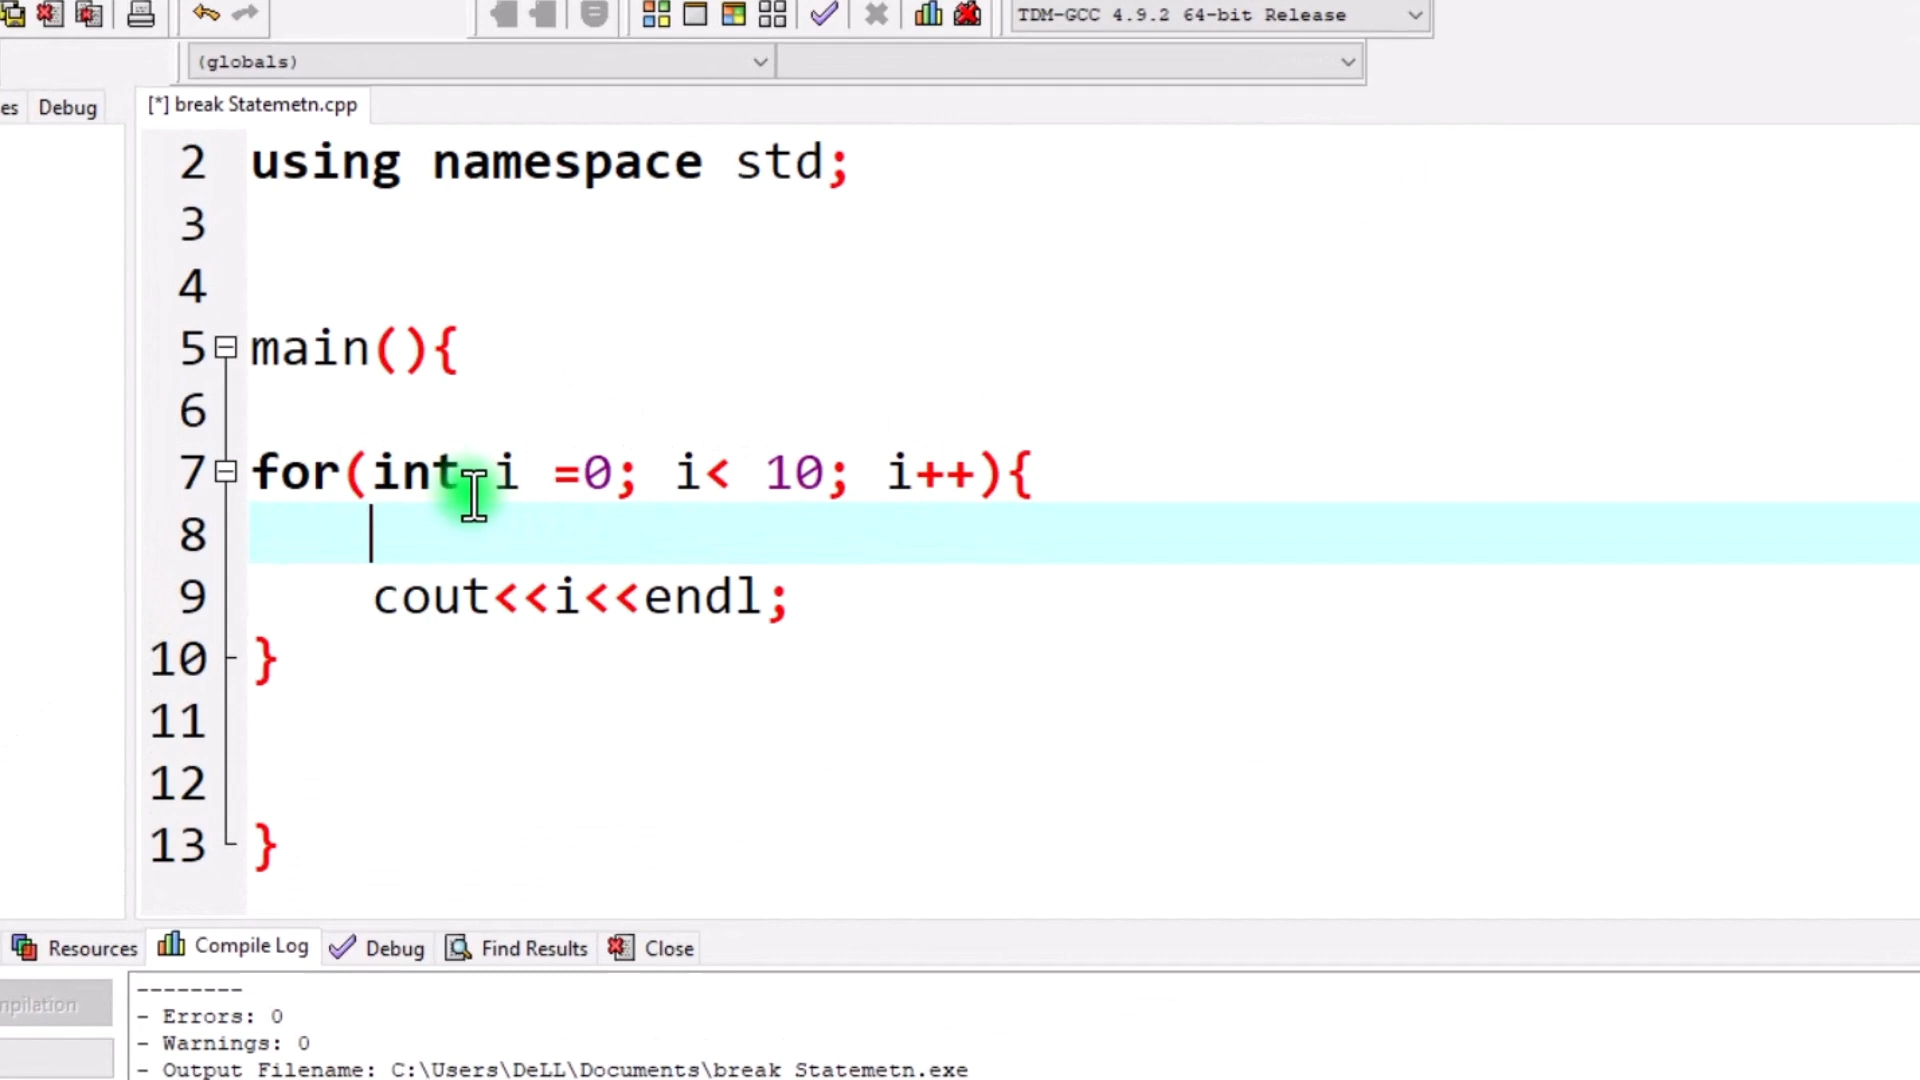 TDM-GCC 4.9.2 64-bit Release
(globals)
es Debug
[*] break Statemetn.cpp
2 using namespace std;
3
4
5 main(){
6
7 for(int i =0; i< 10; i++){
8
9 cout<<i<<endl;
10 }
11
12
13 }
Resources Compile Log Debug Find Results Close
mpilation
--------
- Errors: 0
- Warnings: 0
- Output Filename: C:\Users\DeLL\Documents\break Statemetn.exe